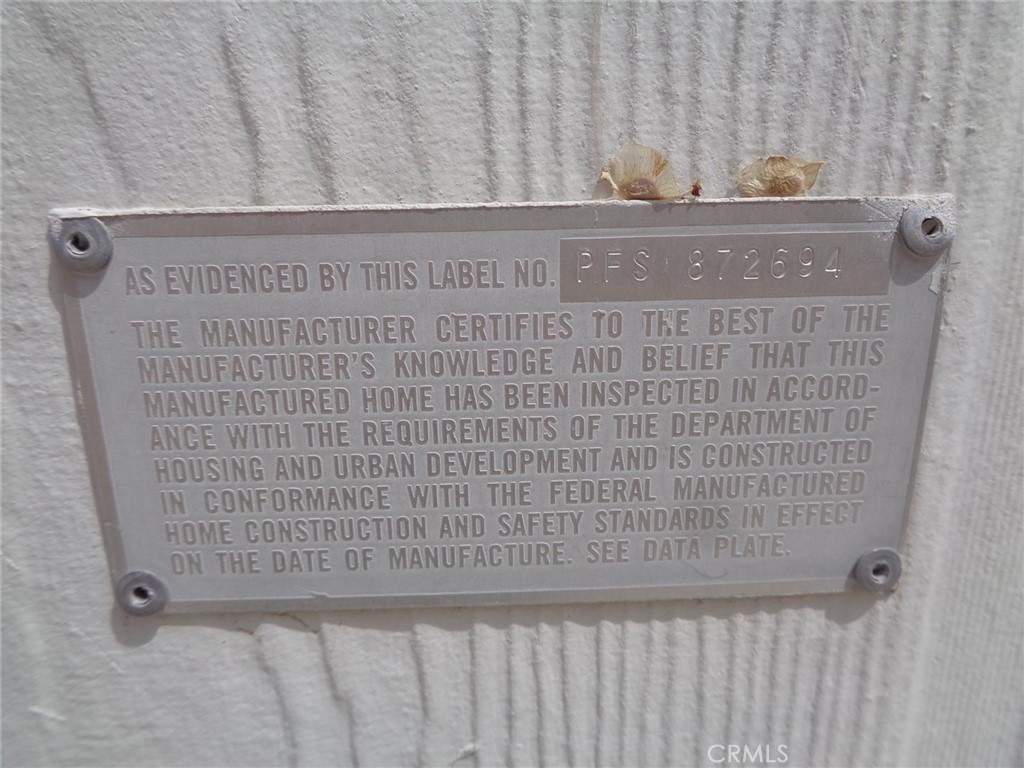 AS EVIDENCED BY THIS LABEL NO. PFS 872694
THE MANUFACTURER CERTIFIES TO THE BEST OF THE
MANUFACTURER'S KNOWLEDGE AND BELIEF THAT THIS
MANUFACTURED HOME HAS BEEN INSPECTED IN ACCORD-
ANCE WITH THE REQUIREMENTS OF THE DEPARTMENT OF
HOUSING AND URBAN DEVELOPMENT AND IS CONSTRUCTED
IN CONFORMANCE WITH THE FEDERAL MANUFACTURED
HOME CONSTRUCTION AND SAFETY STANDARDS IN EFFECT
ON THE DATE OF MANUFACTURE. SEE DATA PLATE.
CRMLS